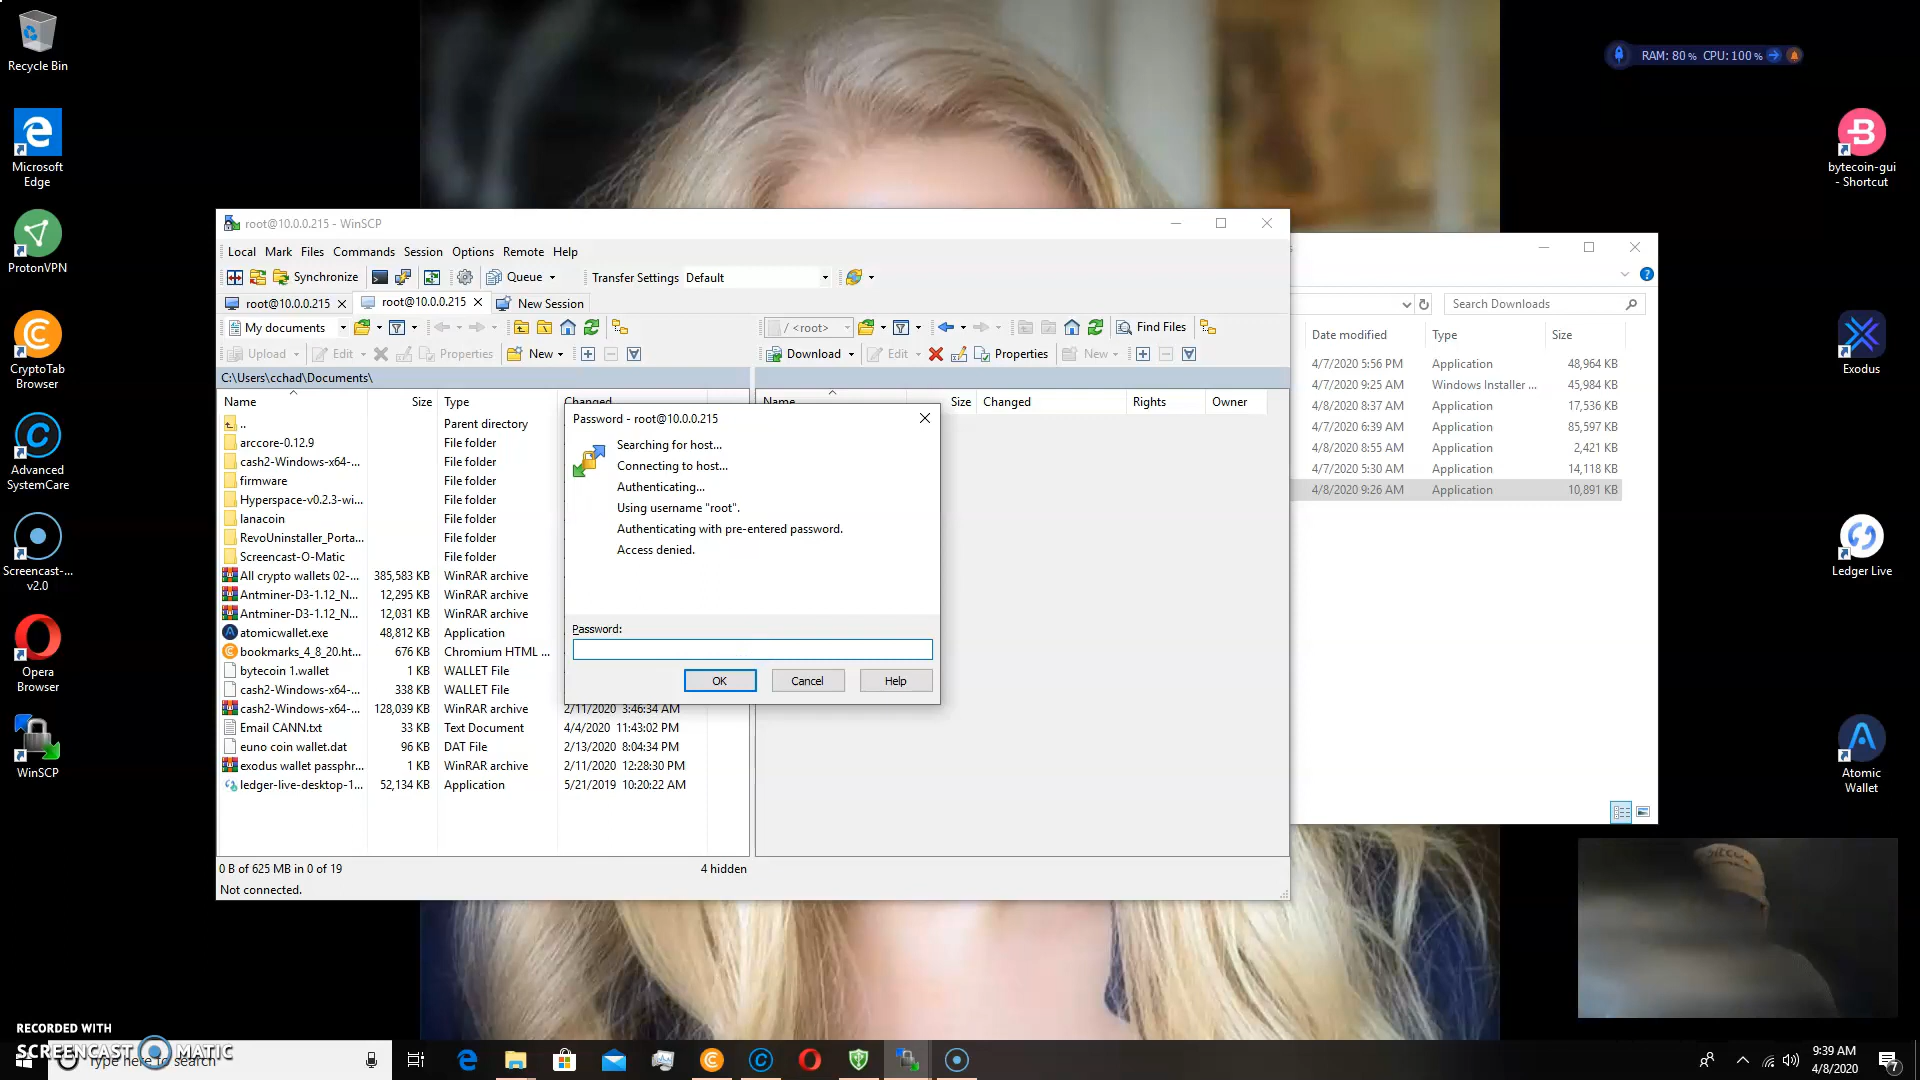 Recycle Bin
Microsoft
Edge
ProtonVPN
CryptoTab
Browser
Advanced
SystemCare
Screencast-...
v2.0
Opera
Browser
WinSCP
RAM: 80 % CPU: 100 %
bytecoin-gui
- Shortcut
Exodus
Ledger Live
Atomic
Wallet
root@10.0.0.215 - WinSCP
Local Mark Files Commands Session Options Remote Help
Synchronize Queue Transfer Settings Default
root@10.0.0.215 root@10.0.0.215 New Session
My documents / <root> Find Files
Upload Edit Properties New Download Edit Properties New
C:\Users\cchad\Documents\
Name Size Type Changed
.. Parent directory
arccore-0.12.9 File folder
cash2-Windows-x64-... File folder
firmware File folder
Hyperspace-v0.2.3-wi... File folder
lanacoin File folder
RevoUninstaller_Porta... File folder
Screencast-O-Matic File folder
All crypto wallets 02-... 385,583 KB WinRAR archive
Antminer-D3-1.12_N... 12,295 KB WinRAR archive
Antminer-D3-1.12_N... 12,031 KB WinRAR archive
atomicwallet.exe 48,812 KB Application
bookmarks_4_8_20.ht... 676 KB Chromium HTML ...
bytecoin 1.wallet 1 KB WALLET File
cash2-Windows-x64-... 338 KB WALLET File
cash2-Windows-x64-... 128,039 KB WinRAR archive 2/11/2020 3:46:34 AM
Email CANN.txt 33 KB Text Document 4/4/2020 11:43:02 PM
euno coin wallet.dat 96 KB DAT File 2/13/2020 8:04:34 PM
exodus wallet passphr... 1 KB WinRAR archive 2/11/2020 12:28:30 PM
ledger-live-desktop-1... 52,134 KB Application 5/21/2019 10:20:22 AM
0 B of 625 MB in 0 of 19 4 hidden
Not connected.
Name Size Changed Rights Owner
Password - root@10.0.0.215
Searching for host...
Connecting to host...
Authenticating...
Using username "root".
Authenticating with pre-entered password.
Access denied.
Password:
OK Cancel Help
Search Downloads
Date modified Type Size
4/7/2020 5:56 PM Application 48,964 KB
4/7/2020 9:25 AM Windows Installer ... 45,984 KB
4/8/2020 8:37 AM Application 17,536 KB
4/7/2020 6:39 AM Application 85,597 KB
4/8/2020 8:55 AM Application 2,421 KB
4/7/2020 5:30 AM Application 14,118 KB
4/8/2020 9:26 AM Application 10,891 KB
RECORDED WITH
SCREENCAST MATIC
Type here to search
9:39 AM
4/8/2020
7